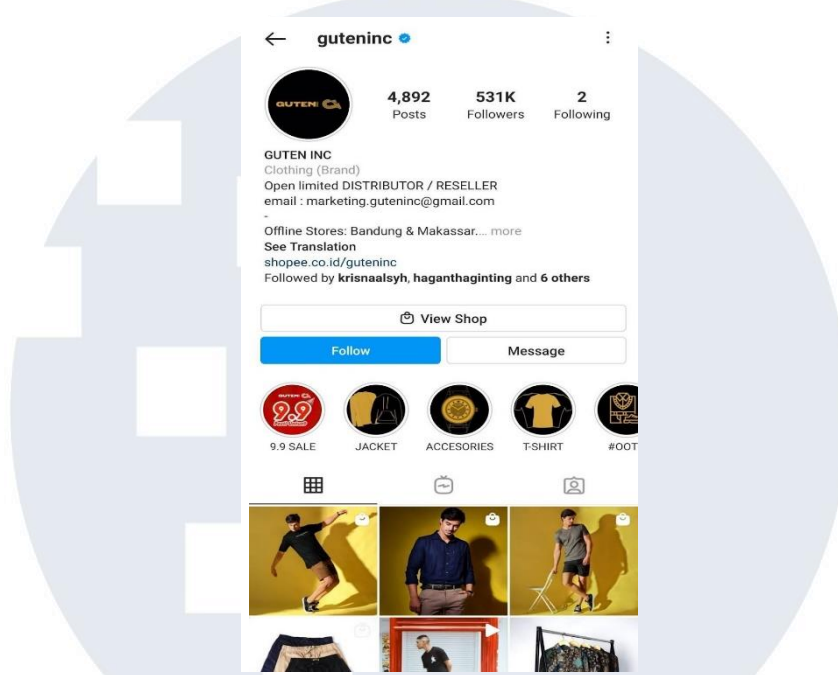 guteninc
4,892 531K 2
Posts Followers Following
GUTEN INC
Clothing (Brand)
Open limited DISTRIBUTOR / RESELLER
email : marketing.guteninc@gmail.com
-
Offline Stores: Bandung & Makassar.... more
See Translation
shopee.co.id/guteninc
Followed by krisnaalsyh, haganthaginting and 6 others
View Shop
Follow Message
GUTEN
9.9
9.9 SALE JACKET ACCESORIES T-SHIRT #OOT